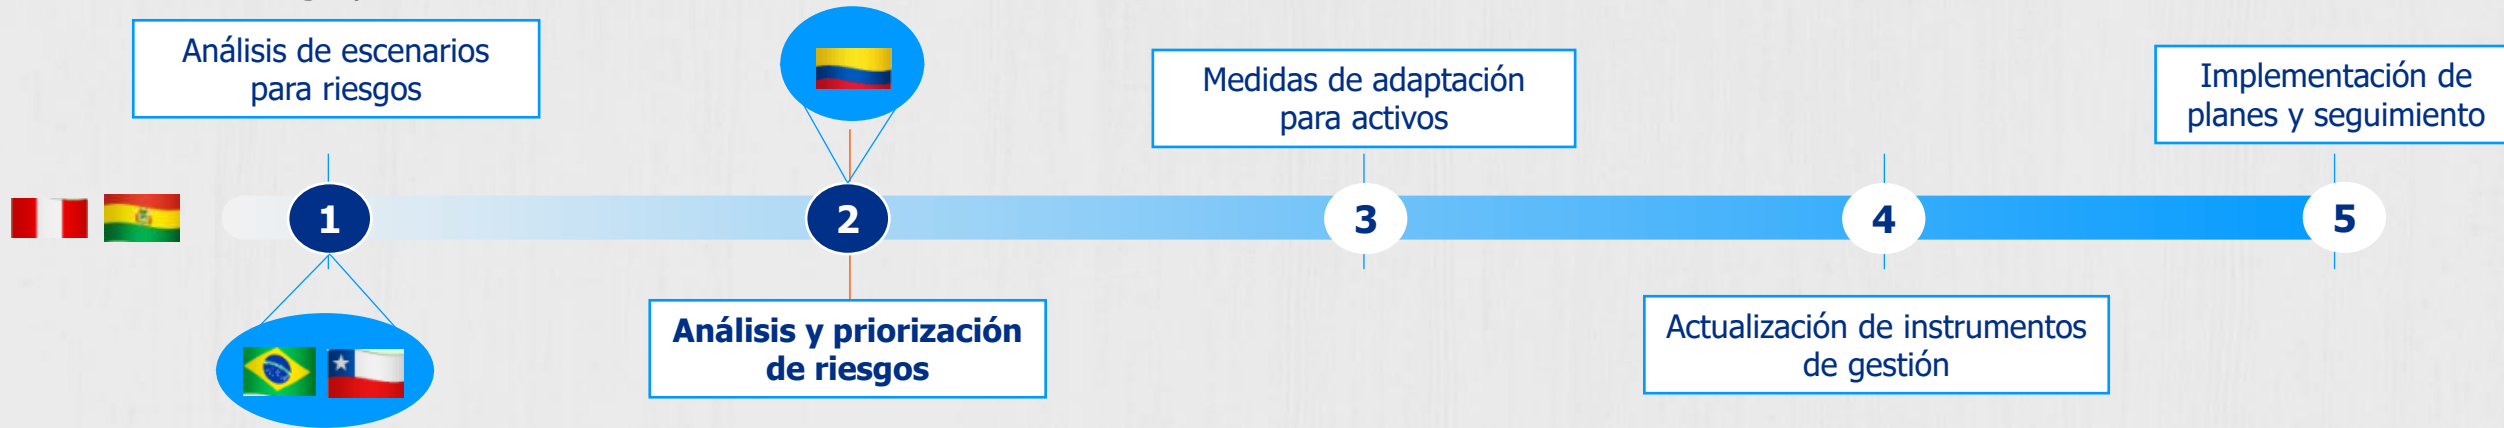 Análisis de escenarios
para riesgos
Medidas de adaptación
para activos
Implementación de
planes y seguimiento
1
2
3
4
5
Análisis y priorización
de riesgos
Actualización de instrumentos
de gestión